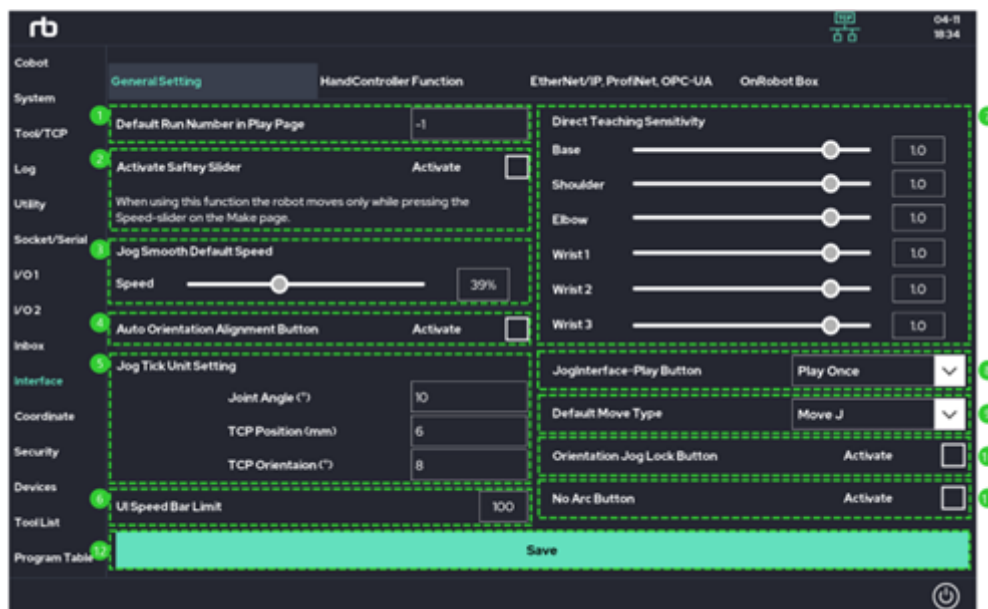 rb
TCP
04-11
18:34
Cobot
System
Tool/TCP
Log
Utility
Socket/Serial
I/O 1
I/O 2
Inbox
Interface
Coordinate
Security
Devices
Tool List
Program Table
General Setting
HandController Function
EtherNet/IP, ProfiNet, OPC-UA
OnRobot Box
1
Default Run Number in Play Page
-1
2
Activate Saftey Slider
Activate
When using this function the robot moves only while pressing the
Speed-slider on the Make page.
3
Jog Smooth Default Speed
Speed
39%
4
Auto Orientation Alignment Button
Activate
5
Jog Tick Unit Setting
Joint Angle (°)
10
TCP Position (mm)
6
TCP Orientaion (°)
8
6
UI Speed Bar Limit
100
Direct Teaching Sensitivity
Base
1.0
Shoulder
1.0
Elbow
1.0
Wrist 1
1.0
Wrist 2
1.0
Wrist 3
1.0
JogInterface-Play Button
Play Once
Default Move Type
Move J
Orientation Jog Lock Button
Activate
No Arc Button
Activate
12
Save